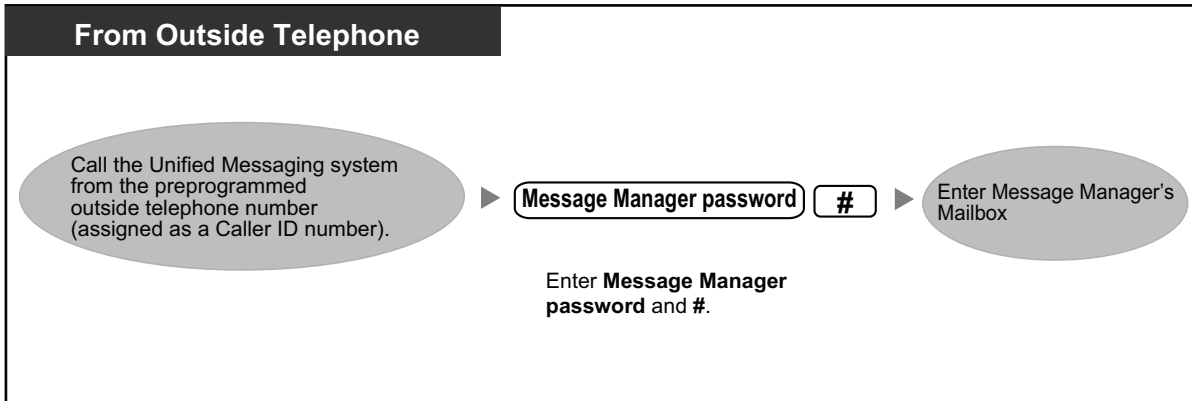 From Outside Telephone
Call the Unified Messaging system
from the preprogrammed
outside telephone number
(assigned as a Caller ID number).
Message Manager password #
Enter Message Manager
password and #.
Enter Message Manager's
Mailbox